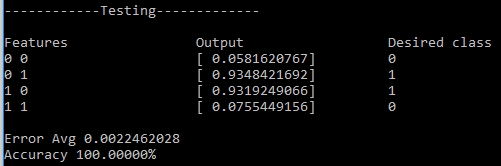 ------------Testing-------------
Features Output Desired class
0 0 [ 0.0581620767] 0
0 1 [ 0.9348421692] 1
1 0 [ 0.9319249066] 1
1 1 [ 0.0755449156] 0
Error Avg 0.0022462028
Accuracy 100.00000%